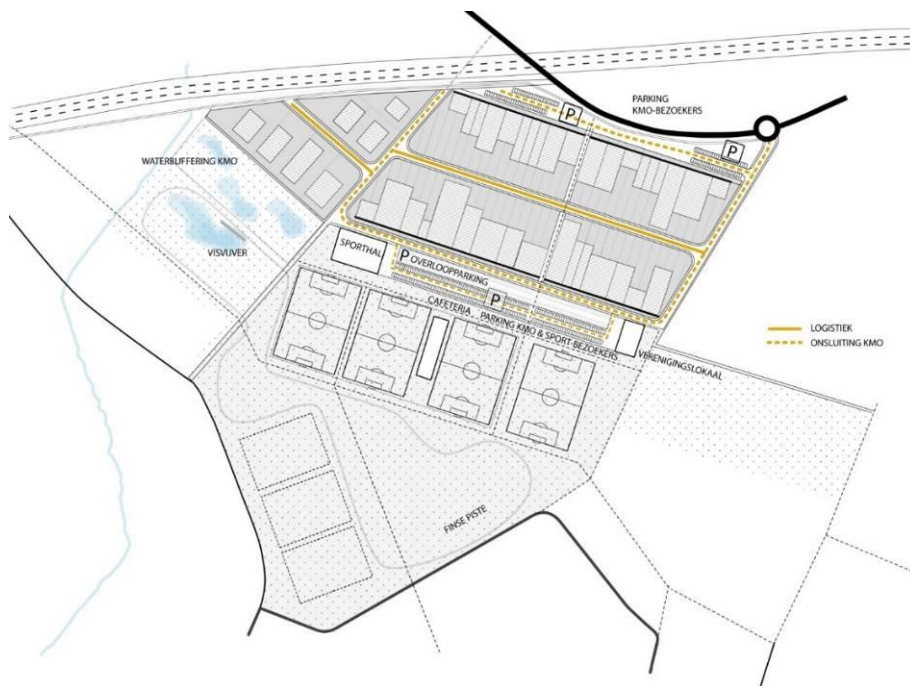 PARKING
KMO-BEZOEKERS
P
P
WATERBUFFERING KMO
VISVIJVER
SPORTHAL
P OVERLOOPPARKING
P
CAFETERIA
PARKING KMO & SPORT-BEZOEKERS
VERENIGINGSLOKAAL
LOGISTIEK
ONSLUITING KMO
FINSE PISTE